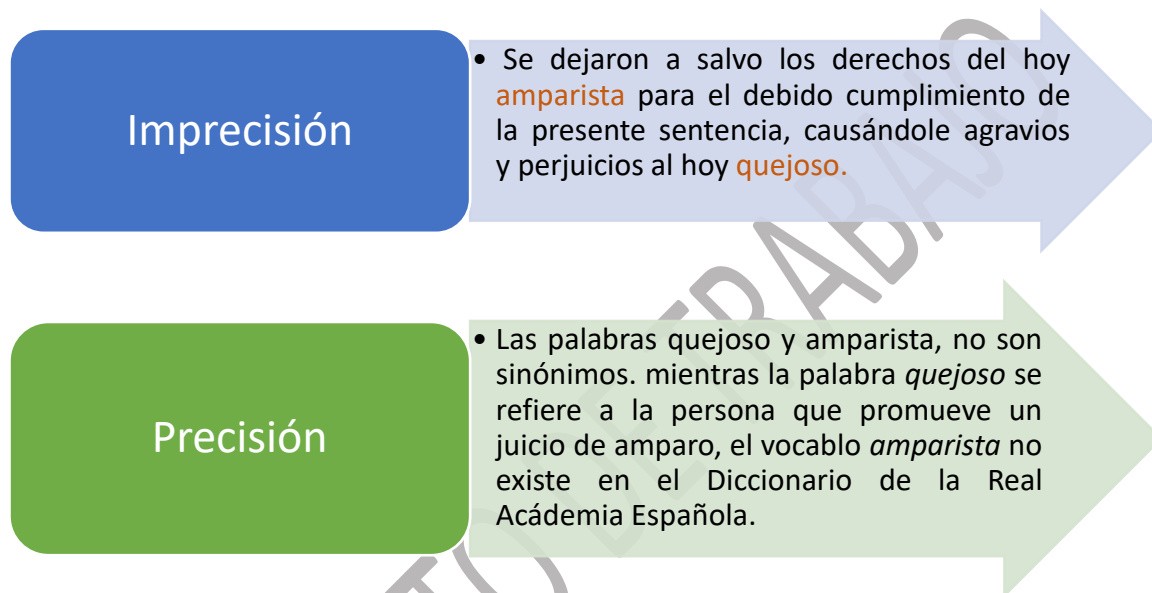 Imprecisión
• Se dejaron a salvo los derechos del hoy
amparista para el debido cumplimiento de
la presente sentencia, causándole agravios
y perjuicios al hoy quejoso.
Precisión
• Las palabras quejoso y amparista, no son
sinónimos. mientras la palabra quejoso se
refiere a la persona que promueve un
juicio de amparo, el vocablo amparista no
existe en el Diccionario de la Real
Acádemia Española.
TO DE TRABAJO